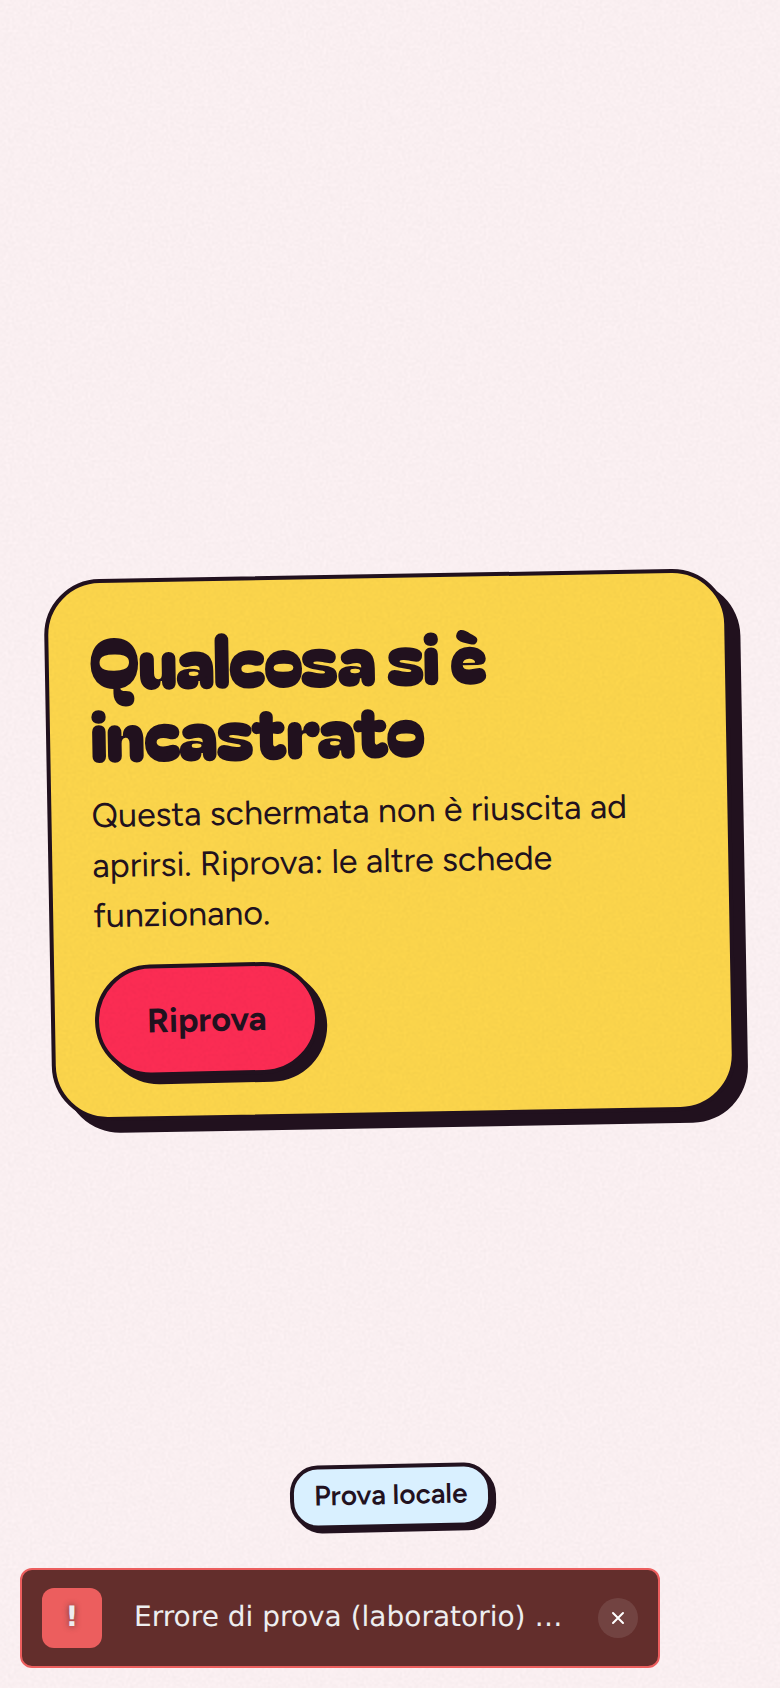 Qualcosa si è
incastrato
Questa schermata non è riuscita ad
aprirsi. Riprova: le altre schede
funzionano.
Riprova
Prova locale
! Errore di prova (laboratorio) ... ×